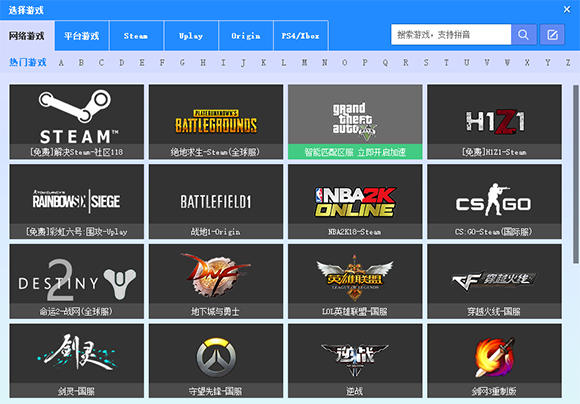 选择游戏
网络游戏 平台游戏 Steam Uplay Origin PS4/Xbox
搜索游戏，支持拼音
热门游戏 A B C D E F G H I J K L M N O P Q R S T U V W X Y Z
STEAM™
[免费]解决Steam-社区118
PLAYERUNKNOWN'S
BATTLEGROUNDS
绝地求生-Steam(全球服)
grand
theft
auto V
智能匹配区服 立即开启加速
H1Z1
[免费]H1Z1-Steam
TOM CLANCY'S
RAINBOW SIX | SIEGE
[免费]彩虹六号:围攻-Uplay
BATTLEFIELD 1
战地1-Origin
NBA2K
ONLINE
NBA2K18-Steam
CS:GO
CS:GO-Steam(国际服)
DESTINY 2
命运2-战网(全球服)
DNF
地下城与勇士
英雄联盟
LEAGUE OF LEGENDS
LOL英雄联盟-国服
CF 穿越火线
穿越火线-国服
剑灵
剑灵-国服
守望先锋-国服
逆战
逆战
剑网3重制版